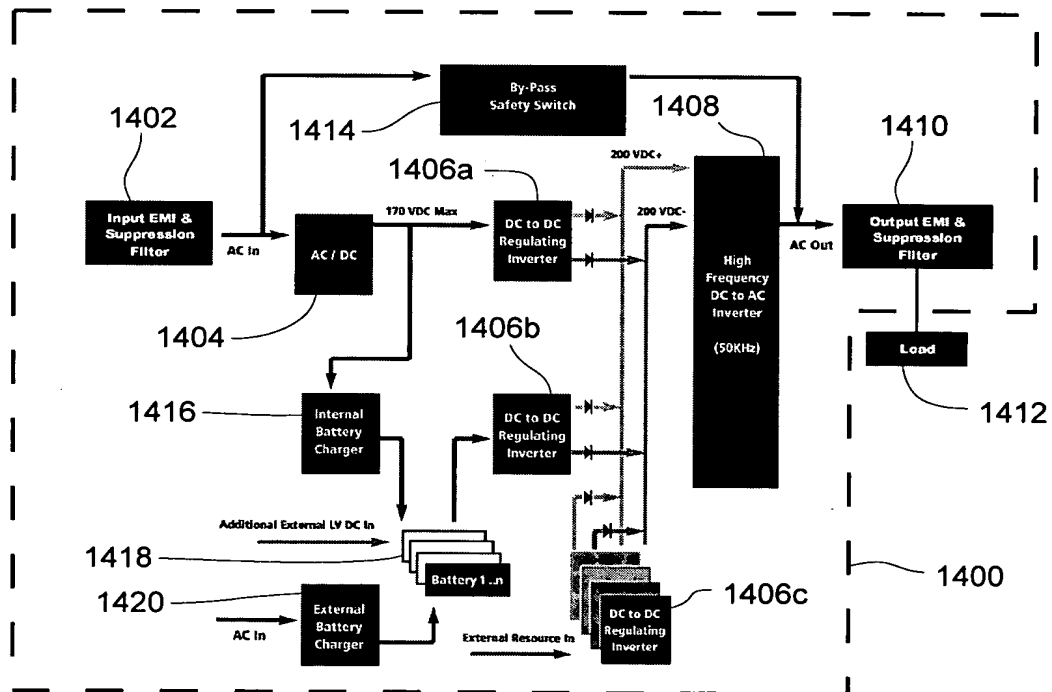 By-Pass
Safety Switch
1402
1414
1408
1410
1406a
200 VDC+
Input EMI &
Suppression
Filter
AC In
170 VDC Max
AC / DC
DC to DC
Regulating
Inverter
200 VDC-
High
Frequency
DC to AC
Inverter
(50KHz)
AC Out
Output EMI &
Suppression
Filter
1404
1406b
Load
1412
1416
Internal
Battery
Charger
DC to DC
Regulating
Inverter
Additional External LV DC In
1418
Battery 1..n
1400
1420
External
Battery
Charger
AC In
External Resource In
DC to DC
Regulating
Inverter
1406c